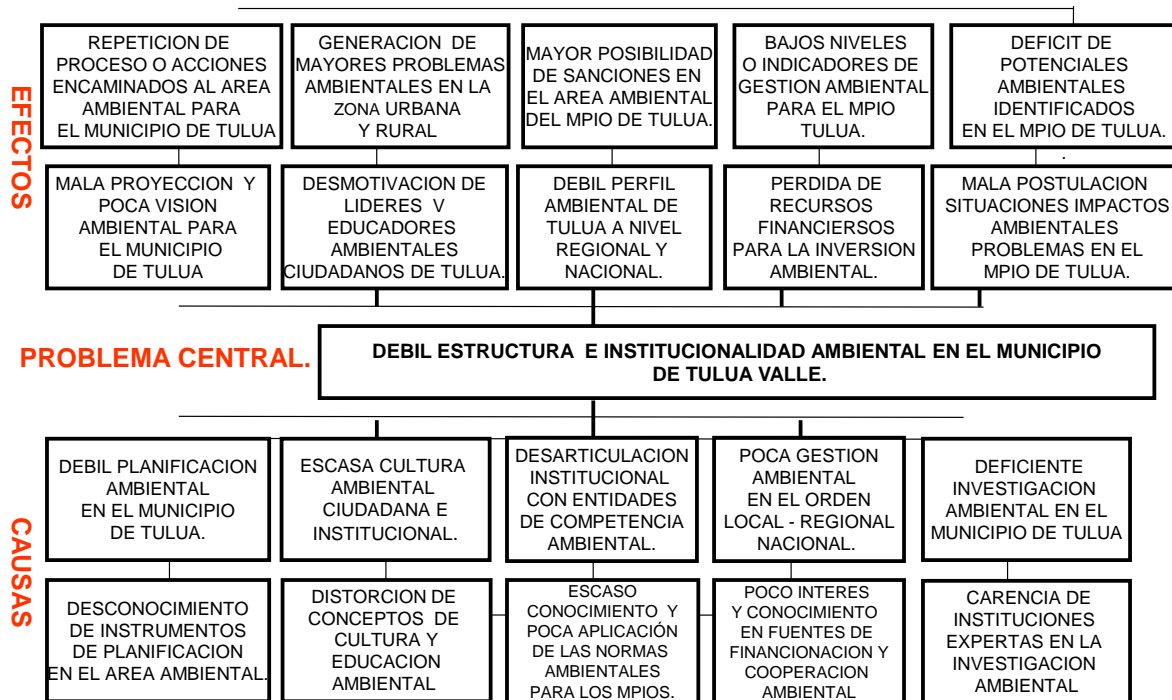 EFECTOS
REPETICION DE
PROCESO O ACCIONES
ENCAMINADOS AL AREA
AMBIENTAL PARA
EL MUNICIPIO DE TULUA
GENERACION DE
MAYORES PROBLEMAS
AMBIENTALES EN LA
ZONA URBANA
Y RURAL
MAYOR POSIBILIDAD
DE SANCIONES EN
EL AREA AMBIENTAL
DEL MPIO DE TULUA.
BAJOS NIVELES
O INDICADORES DE
GESTION AMBIENTAL
PARA EL MPIO
TULUA.
DEFICIT DE
POTENCIALES
AMBIENTALES
IDENTIFICADOS
EN EL MPIO DE TULUA.
.
MALA PROYECCION Y
POCA VISION
AMBIENTAL PARA
EL MUNICIPIO
DE TULUA
DESMOTIVACION DE
LIDERES V
EDUCADORES
AMBIENTALES
CIUDADANOS DE TULUA.
DEBIL PERFIL
AMBIENTAL DE
TULUA A NIVEL
REGIONAL Y
NACIONAL.
PERDIDA DE
RECURSOS
FINANCIERSOS
PARA LA INVERSION
AMBIENTAL.
MALA POSTULACION
SITUACIONES IMPACTOS
AMBIENTALES
PROBLEMAS EN EL
MPIO DE TULUA.
PROBLEMA CENTRAL.
DEBIL ESTRUCTURA E INSTITUCIONALIDAD AMBIENTAL EN EL MUNICIPIO
DE TULUA VALLE.
CAUSAS
DEBIL PLANIFICACION
AMBIENTAL
EN EL MUNICIPIO
DE TULUA.
ESCASA CULTURA
AMBIENTAL
CIUDADANA E
INSTITUCIONAL.
DESARTICULACION
INSTITUCIONAL
CON ENTIDADES
DE COMPETENCIA
AMBIENTAL.
POCA GESTION
AMBIENTAL
EN EL ORDEN
LOCAL - REGIONAL
NACIONAL.
DEFICIENTE
INVESTIGACION
AMBIENTAL EN EL
MUNICIPIO DE TULUA
DESCONOCIMIENTO
DE INSTRUMENTOS
DE PLANIFICACION
EN EL AREA AMBIENTAL.
DISTORCION DE
CONCEPTOS DE
CULTURA Y
EDUCACION
AMBIENTAL
ESCASO
CONOCIMIENTO Y
POCA APLICACIÓN
DE LAS NORMAS
AMBIENTALES
PARA LOS MPIOS.
POCO INTERES
Y CONOCIMIENTO
EN FUENTES DE
FINANCIONACION Y
COOPERACION
AMBIENTAL
CARENCIA DE
INSTITUCIONES
EXPERTAS EN LA
INVESTIGACION
AMBIENTAL